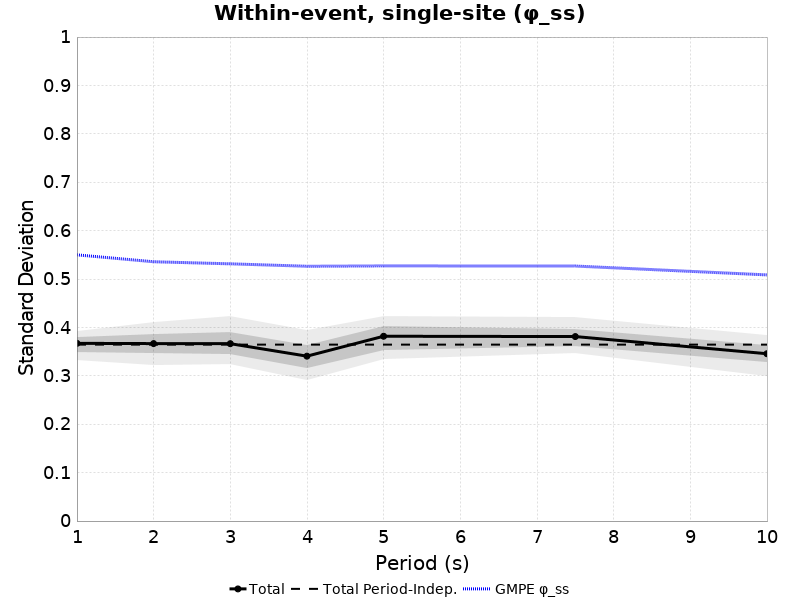 Within-event, single-site (φ_ss)
Standard Deviation
1
0.9
0.8
0.7
0.6
0.5
0.4
0.3
0.2
0.1
0
1 2 3 4 5 6 7 8 9 10
Period (s)
Total Total Period-Indep. GMPE φ_ss